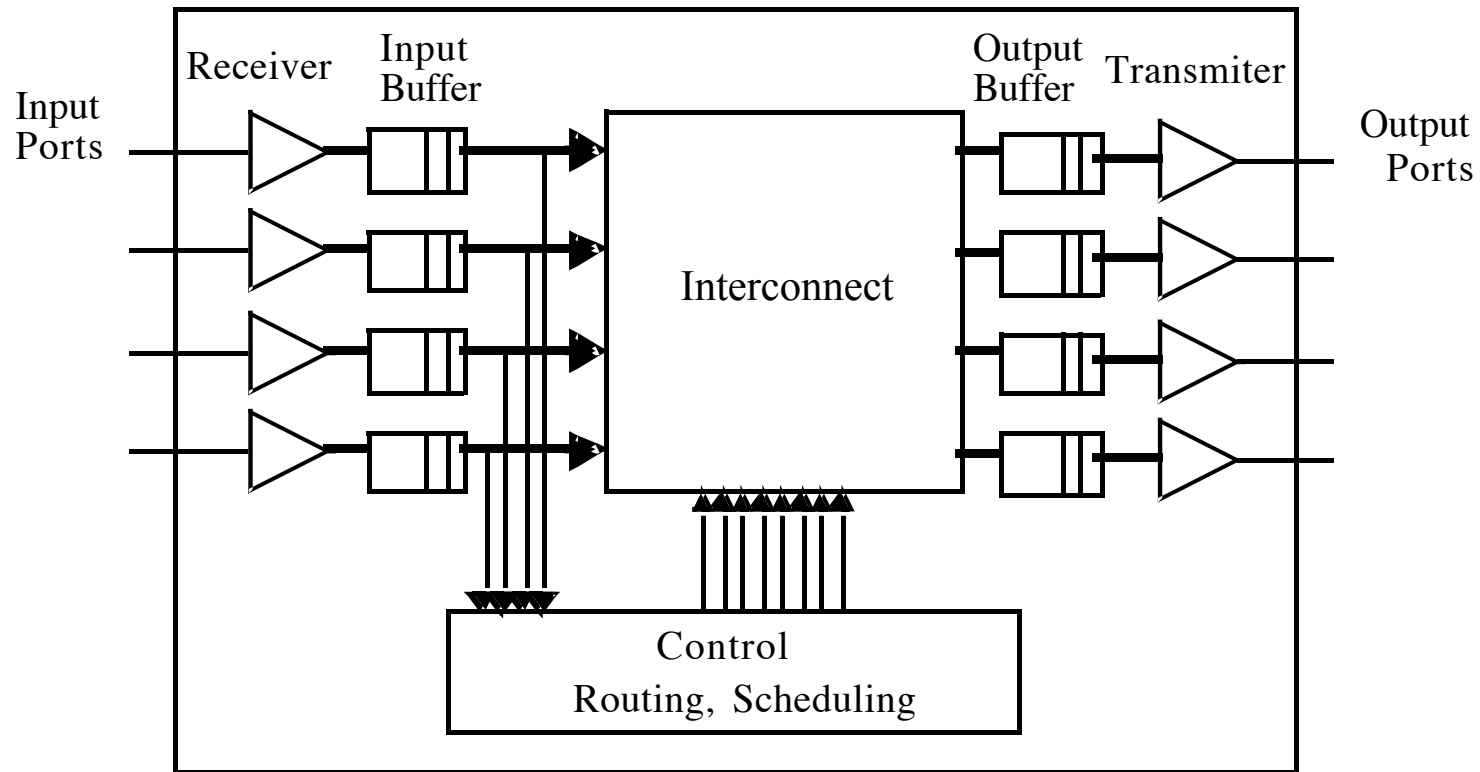 Input
Ports
Receiver
Input
Buffer
Output
Buffer
Transmiter
Output
Ports
Interconnect
Control
Routing, Scheduling